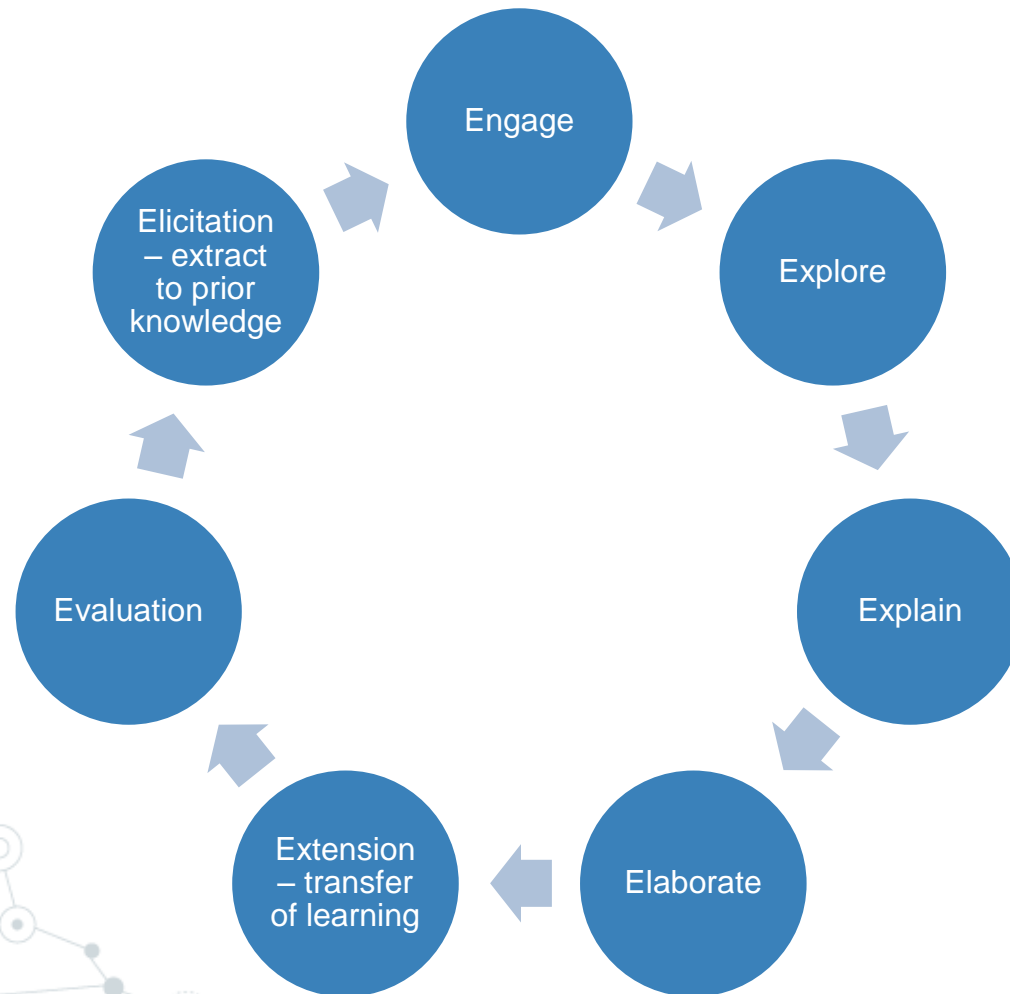 Engage
Explore
Explain
Elaborate
Extension
– transfer
of learning
Evaluation
Elicitation
– extract
to prior
knowledge